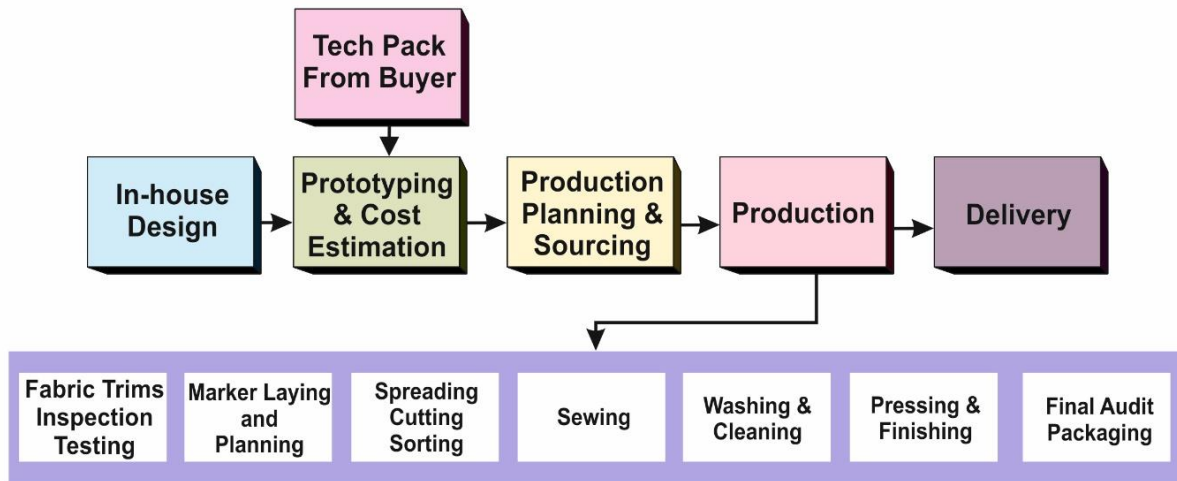 Tech Pack
From Buyer
In-house
Design
Prototyping
& Cost
Estimation
Production
Planning &
Sourcing
Production
Delivery
Fabric Trims
Inspection
Testing
Marker Laying
and
Planning
Spreading
Cutting
Sorting
Sewing
Washing &
Cleaning
Pressing &
Finishing
Final Audit
Packaging